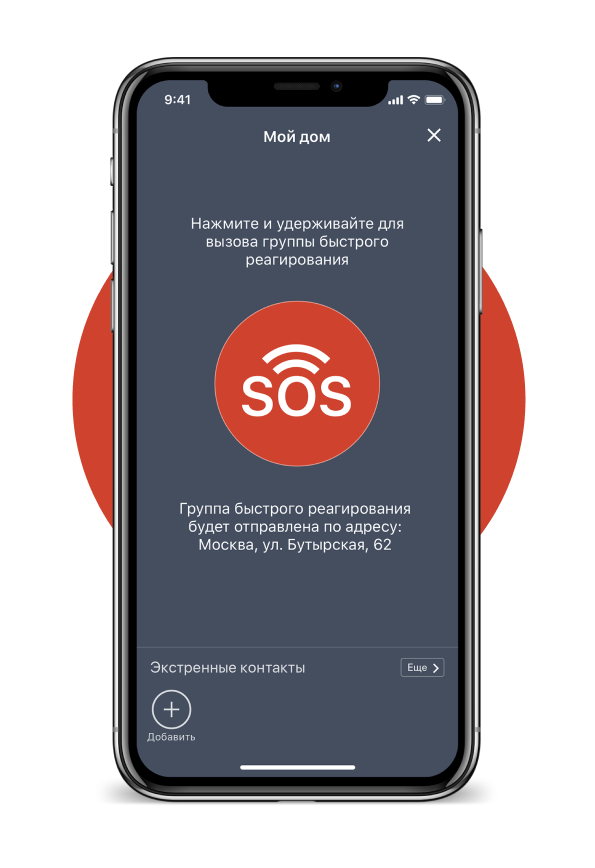 9:41
Мой дом
Нажмите и удерживайте для
вызова группы быстрого
реагирования
SOS
Группа быстрого реагирования
будет отправлена по адресу:
Москва, ул. Бутырская, 62
Экстренные контакты
Еще
Добавить